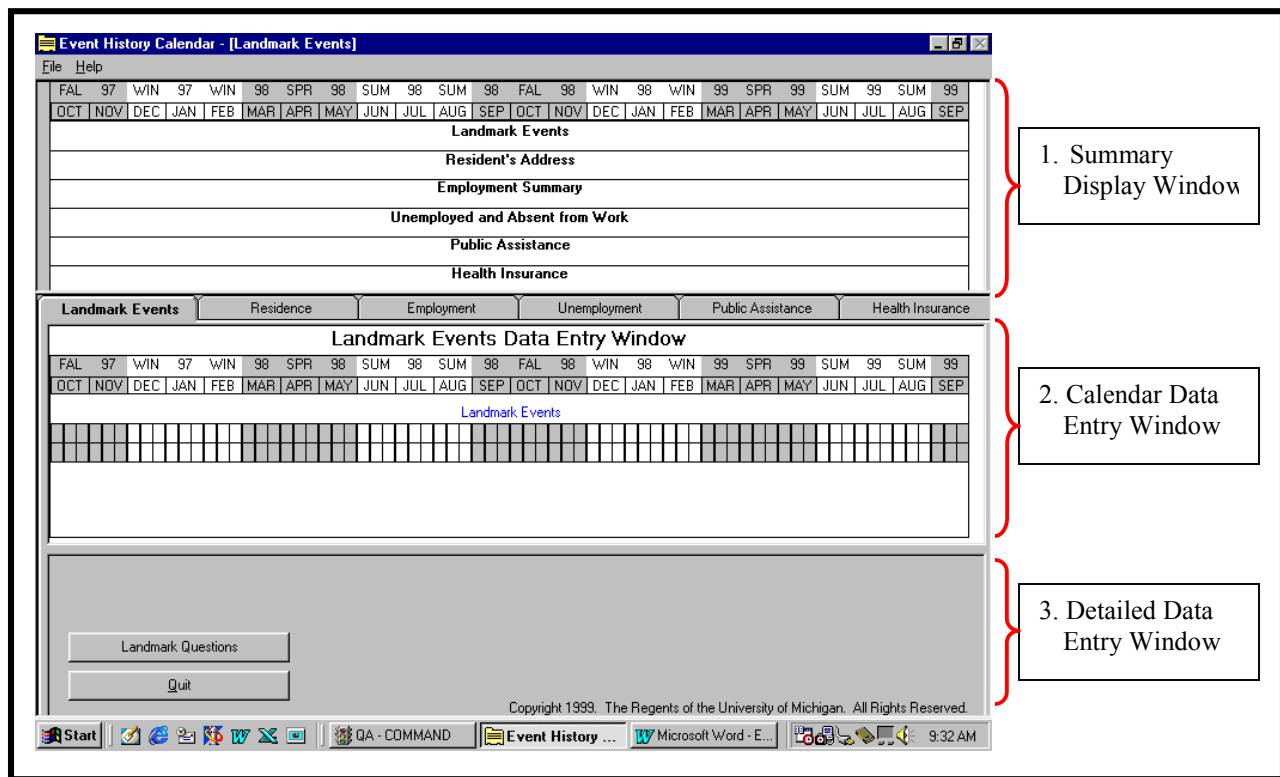 Event History Calendar - [Landmark Events]
File Help
FAL 97 WIN 97 WIN 98 SPR 98 SUM 98 SUM 98 FAL 98 WIN 98 WIN 99 SPR 99 SUM 99 SUM 99
OCT NOV DEC JAN FEB MAR APR MAY JUN JUL AUG SEP OCT NOV DEC JAN FEB MAR APR MAY JUN JUL AUG SEP
Landmark Events
Resident's Address
Employment Summary
Unemployed and Absent from Work
Public Assistance
Health Insurance
1. Summary
Display Window
Landmark Events Residence Employment Unemployment Public Assistance Health Insurance
Landmark Events Data Entry Window
FAL 97 WIN 97 WIN 98 SPR 98 SUM 98 SUM 98 FAL 98 WIN 98 WIN 99 SPR 99 SUM 99 SUM 99
OCT NOV DEC JAN FEB MAR APR MAY JUN JUL AUG SEP OCT NOV DEC JAN FEB MAR APR MAY JUN JUL AUG SEP
Landmark Events
2. Calendar Data
Entry Window
Landmark Questions
Quit
3. Detailed Data
Entry Window
Copyright 1999. The Regents of the University of Michigan. All Rights Reserved.
Start QA - COMMAND Event History ... Microsoft Word - E... 9:32 AM